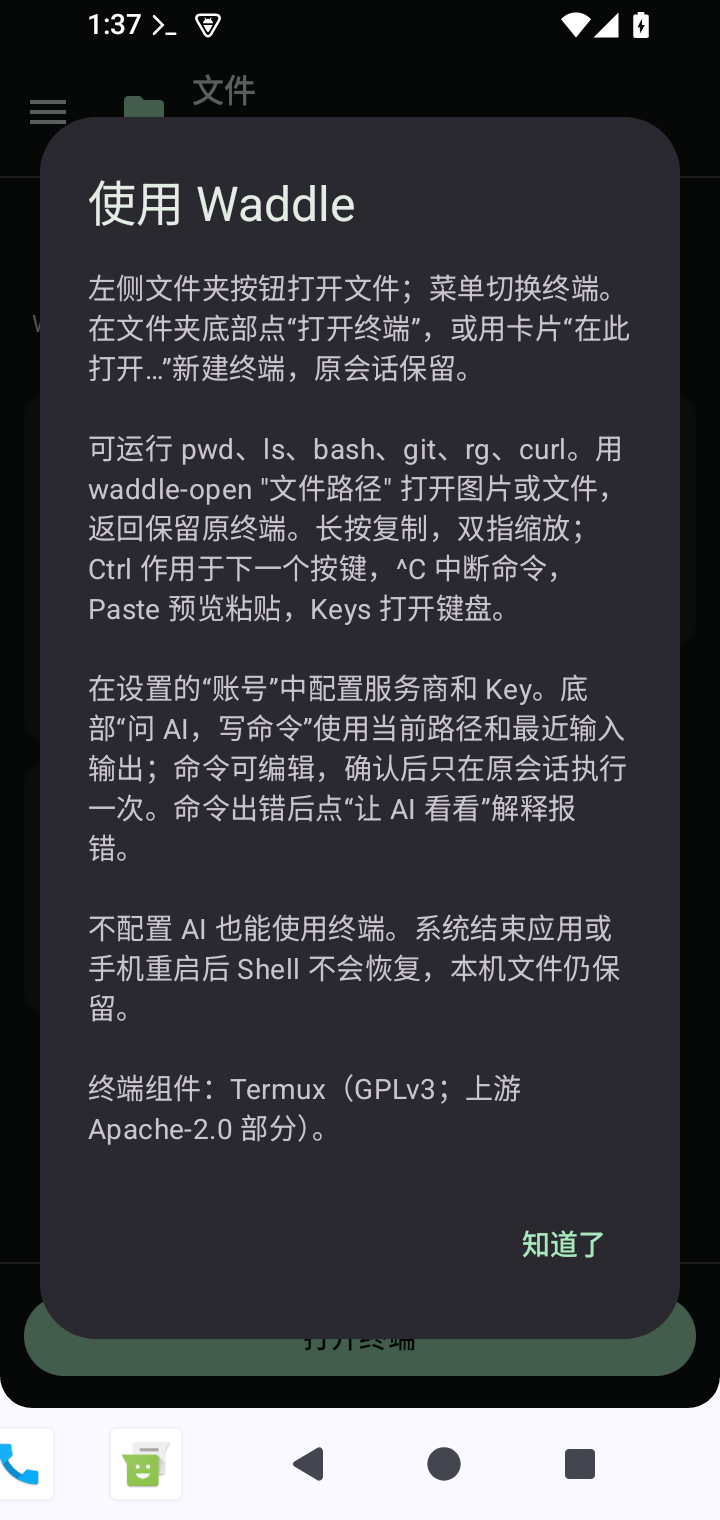 1:37
文件
使用 Waddle
左侧文件夹按钮打开文件；菜单切换终端。
在文件夹底部点“打开终端”，或用卡片“在此
打开…”新建终端，原会话保留。
可运行 pwd、ls、bash、git、rg、curl。用
waddle-open "文件路径" 打开图片或文件，
返回保留原终端。长按复制，双指缩放；
Ctrl 作用于下一个按键，^C 中断命令，
Paste 预览粘贴，Keys 打开键盘。
在设置的“账号”中配置服务商和 Key。底
部“问 AI，写命令”使用当前路径和最近输入
输出；命令可编辑，确认后只在原会话执行
一次。命令出错后点“让 AI 看看”解释报
错。
不配置 AI 也能使用终端。系统结束应用或
手机重启后 Shell 不会恢复，本机文件仍保
留。
终端组件：Termux（GPLv3；上游
Apache-2.0 部分）。
知道了
打开终端